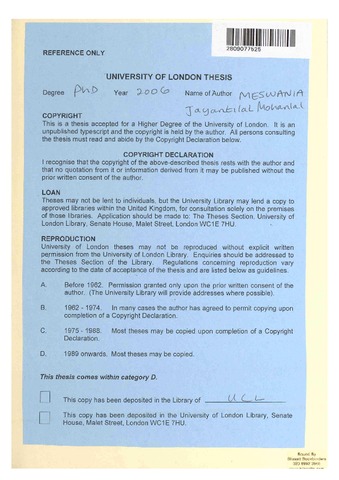 REFERENCE ONLY
2809077525
UNIVERSITY OF LONDON THESIS
Degree PhD Year 2006 Name of Author MESWANIA
Jayantilal Mohanlal
COPYRIGHT
This is a thesis accepted for a Higher Degree of the University of London. It is an
unpublished typescript and the copyright is held by the author. All persons consulting
the thesis must read and abide by the Copyright Declaration below.
COPYRIGHT DECLARATION
I recognise that the copyright of the above-described thesis rests with the author and
that no quotation from it or information derived from it may be published without the
prior written consent of the author.
LOAN
Theses may not be lent to individuals, but the University Library may lend a copy to
approved libraries within the United Kingdom, for consultation solely on the premises
of those libraries. Application should be made to: The Theses Section, University of
London Library, Senate House, Malet Street, London WC1E 7HU.
REPRODUCTION
University of London theses may not be reproduced without explicit written
permission from the University of London Library. Enquiries should be addressed to
the Theses Section of the Library. Regulations concerning reproduction vary
according to the date of acceptance of the thesis and are listed below as guidelines.
A. Before 1962. Permission granted only upon the prior written consent of the
author. (The University Library will provide addresses where possible).
B. 1962 - 1974. In many cases the author has agreed to permit copying upon
completion of a Copyright Declaration.
C. 1975 - 1988. Most theses may be copied upon completion of a Copyright
Declaration.
D. 1989 onwards. Most theses may be copied.
This thesis comes within category D.
This copy has been deposited in the Library of UCL
This copy has been deposited in the University of London Library, Senate
House, Malet Street, London WC1E 7HU.
Bound By